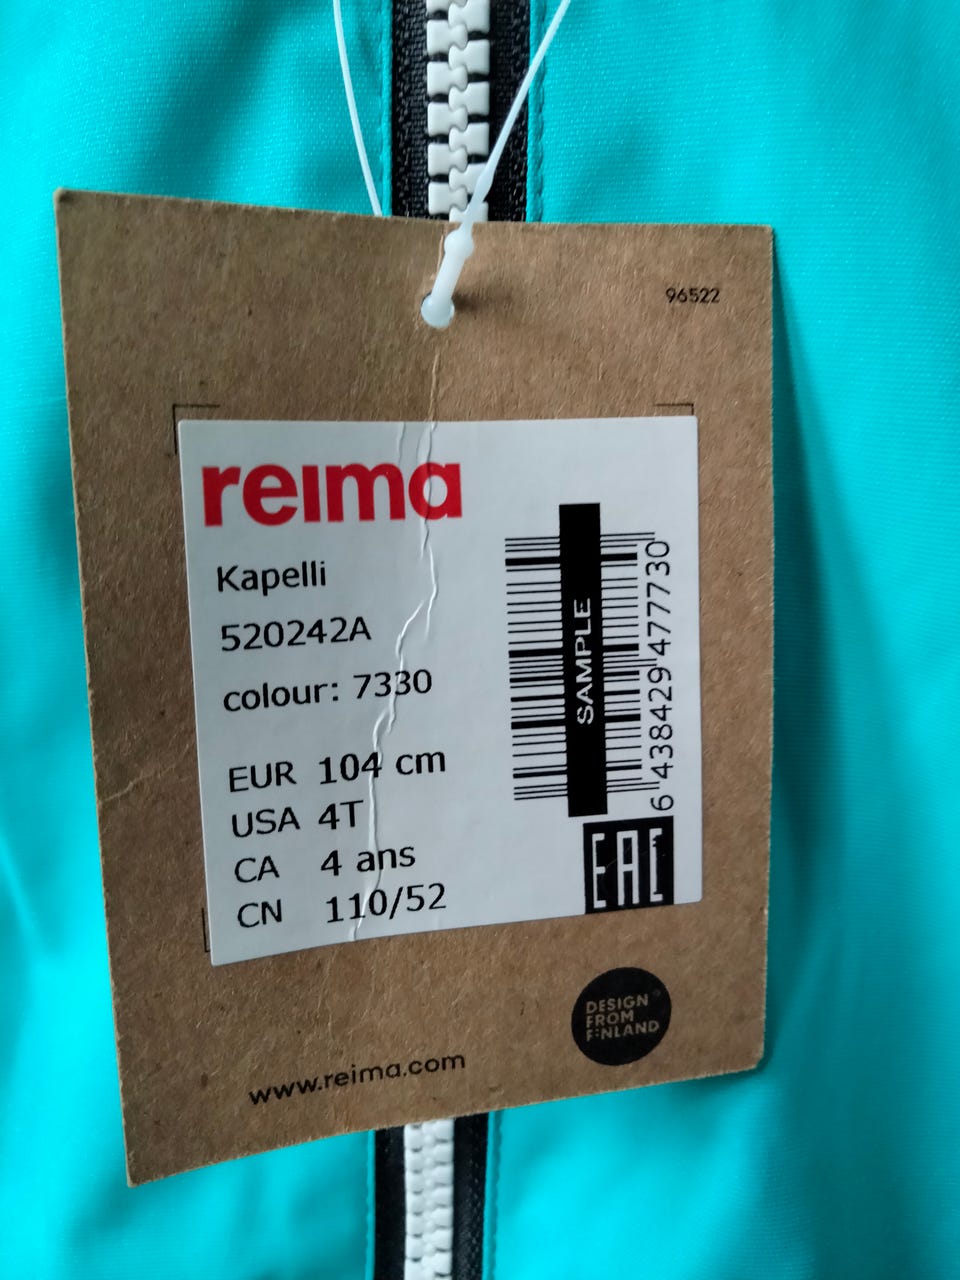 96522
reima
Kapelli
520242A
colour: 7330
EUR 104 cm
USA 4T
CA 4 ans
CN 110/52
SAMPLE
6 438429 477730
EAC
DESIGN
FROM
FINLAND
www.reima.com